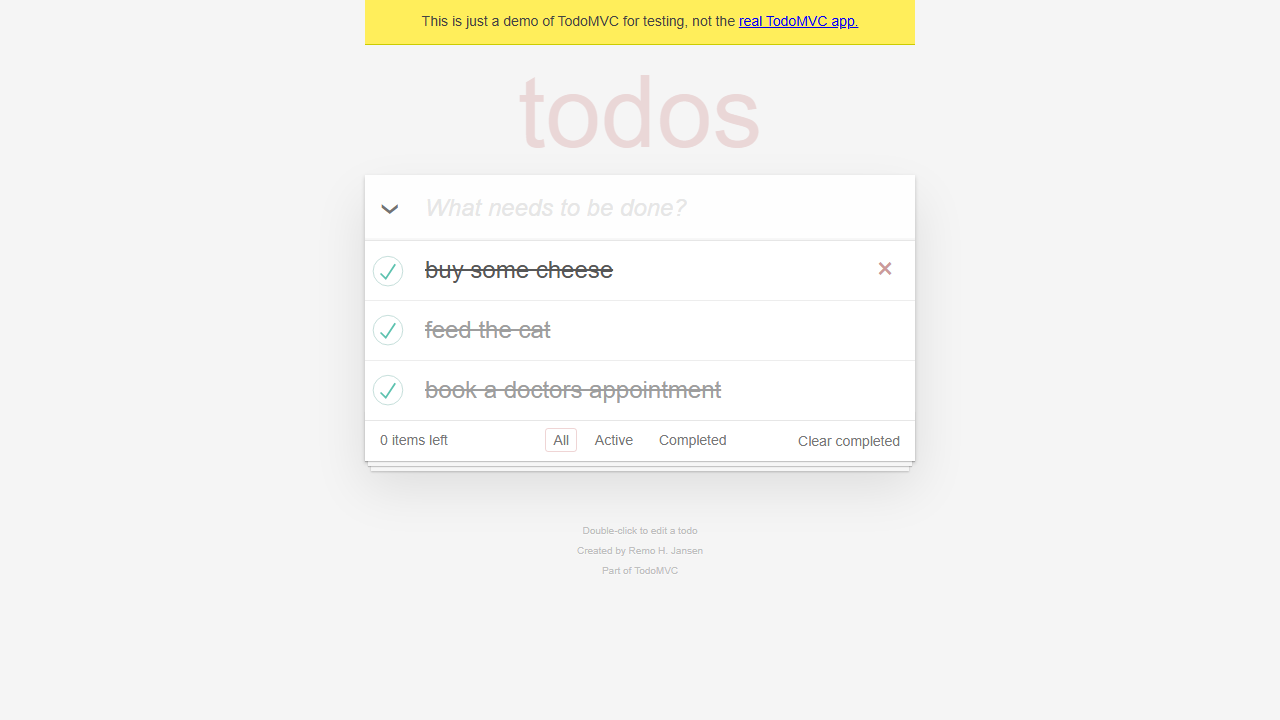 This is just a demo of TodoMVC for testing, not the real TodoMVC app.
todos
What needs to be done?
buy some cheese
feed the cat
book a doctors appointment
0 items left All Active Completed Clear completed
Double-click to edit a todo
Created by Remo H. Jansen
Part of TodoMVC